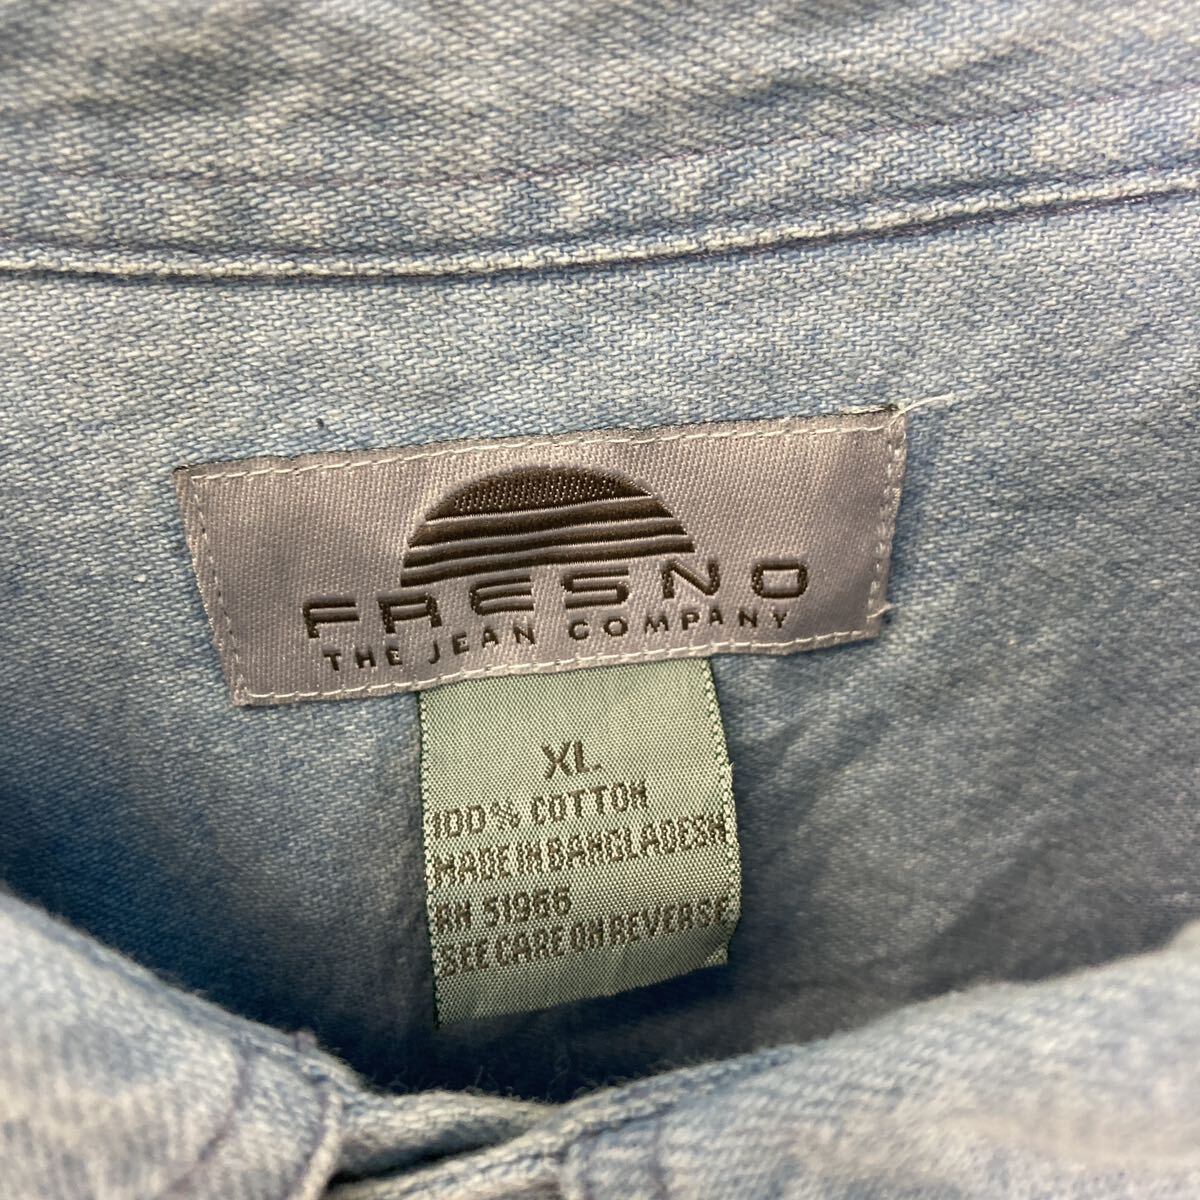 FRESNO
THE JEAN COMPANY
XL
100% COTTON
MADE IN BANGLADESH
RN 51966
SEE CARE ON REVERSE